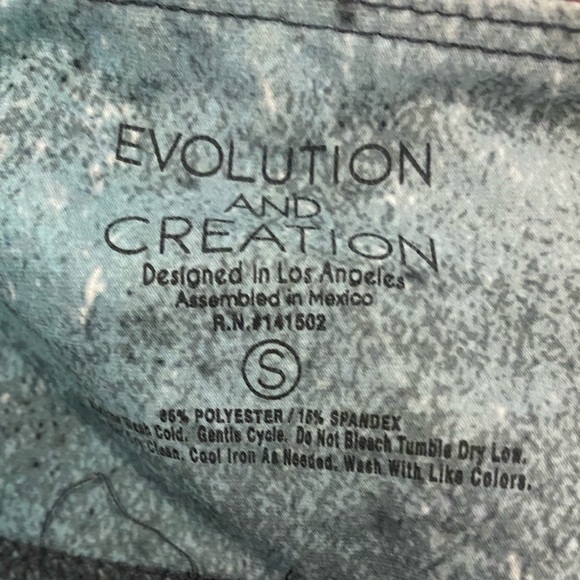 EVOLUTION
AND
CREATION
Designed In Los Angeles
Assembled in Mexico
R.N.#141502
S
85% POLYESTER / 15% SPANDEX
Cold. Gentle Cycle. Do Not Bleach Tumble Dry Low.
Clean. Cool Iron As Needed. Wash With Like Colors.